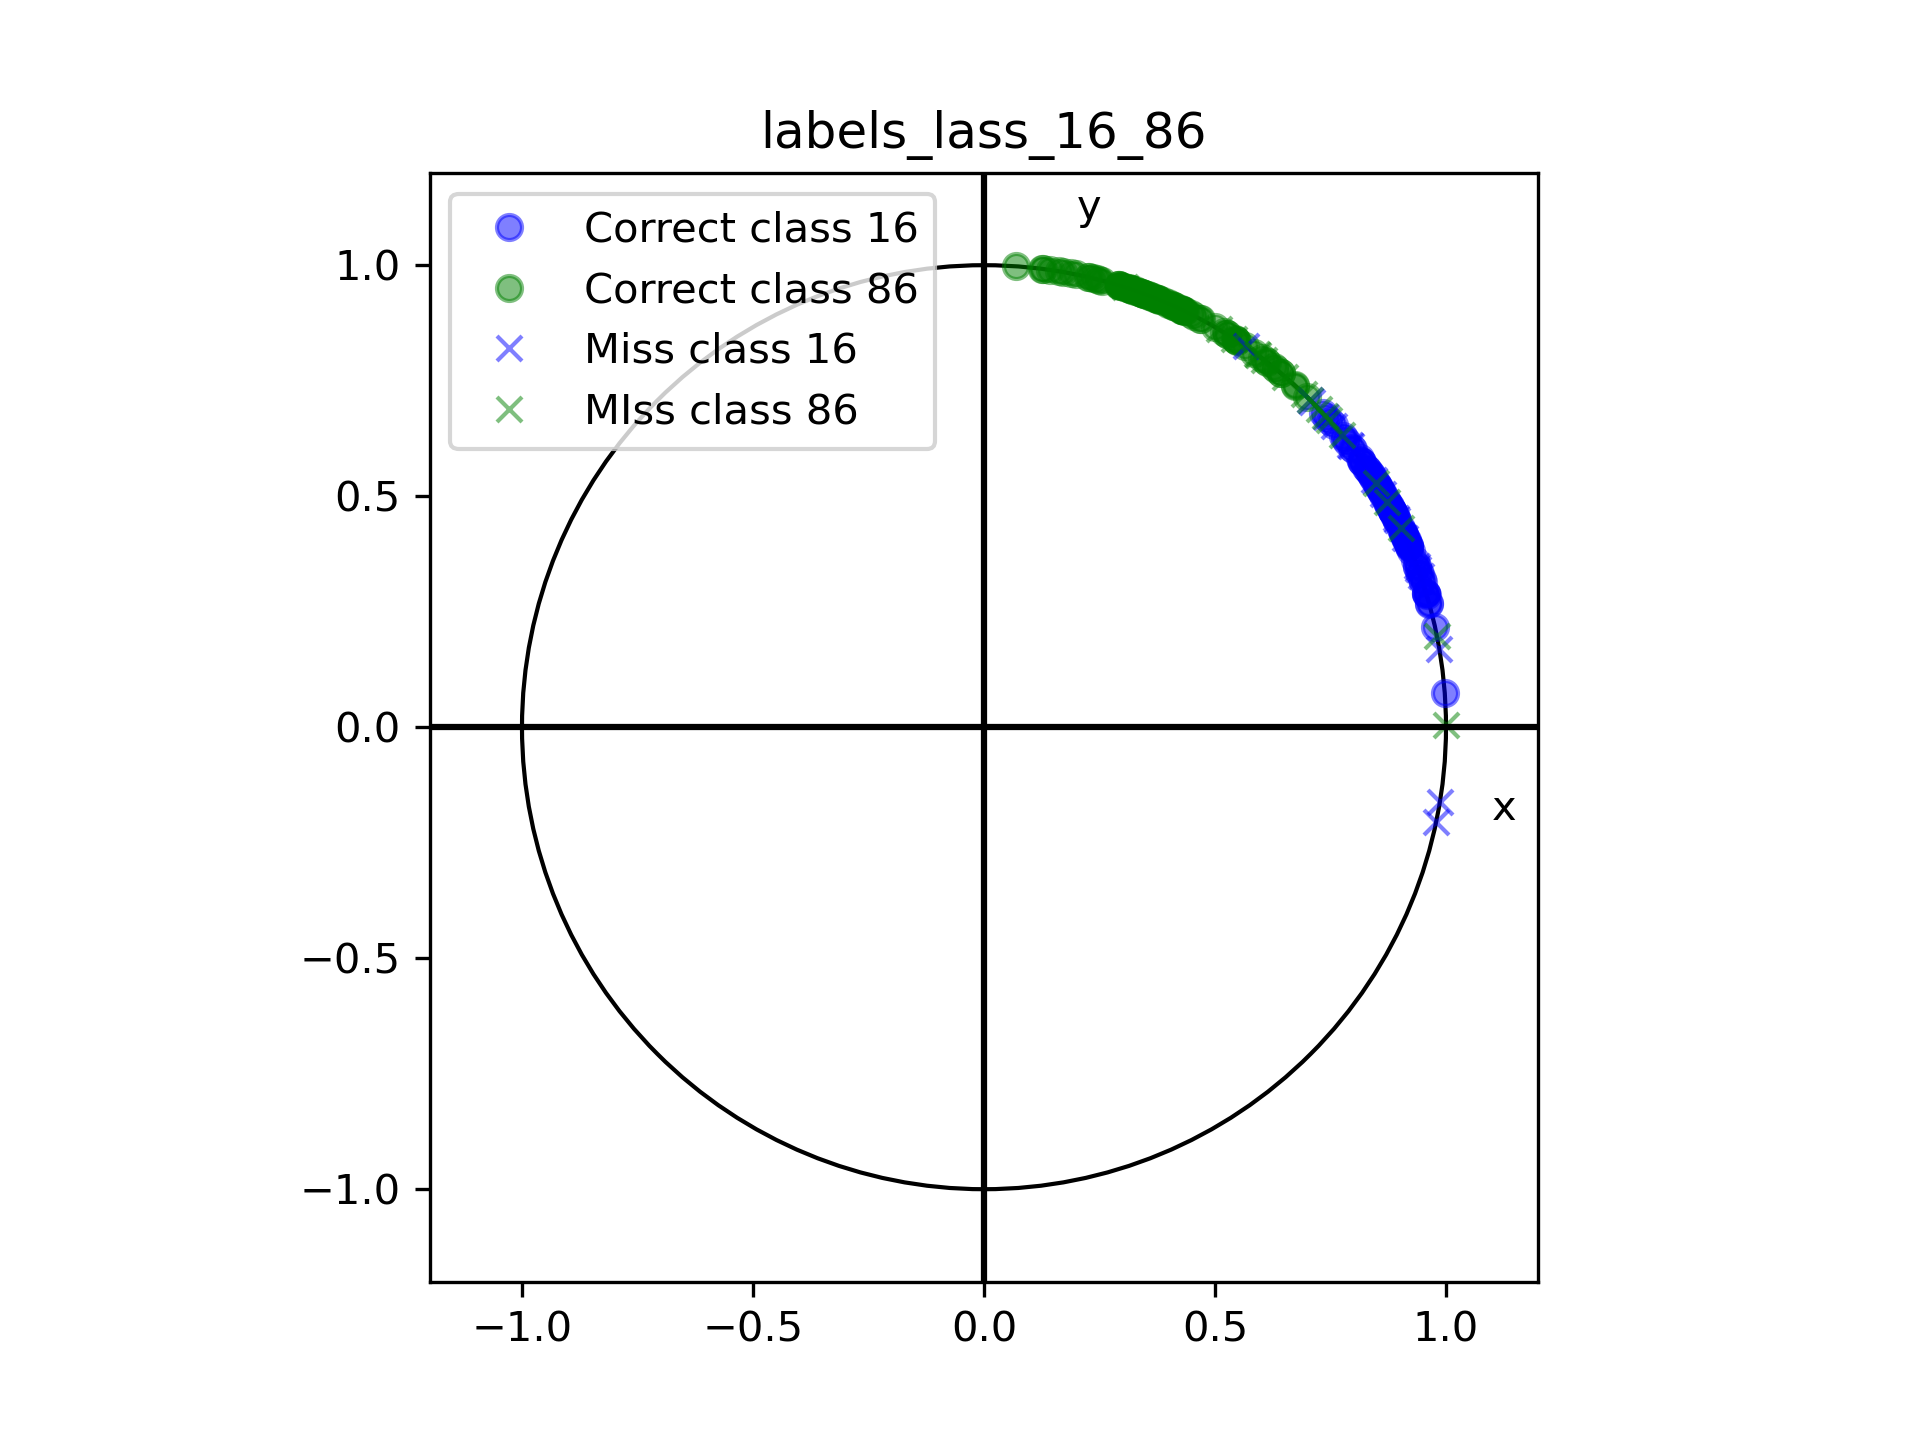 labels_lass_16_86
Correct class 16
Correct class 86
Miss class 16
MIss class 86
y
x
1.0
0.5
0.0
−0.5
−1.0
−1.0
−0.5
0.0
0.5
1.0